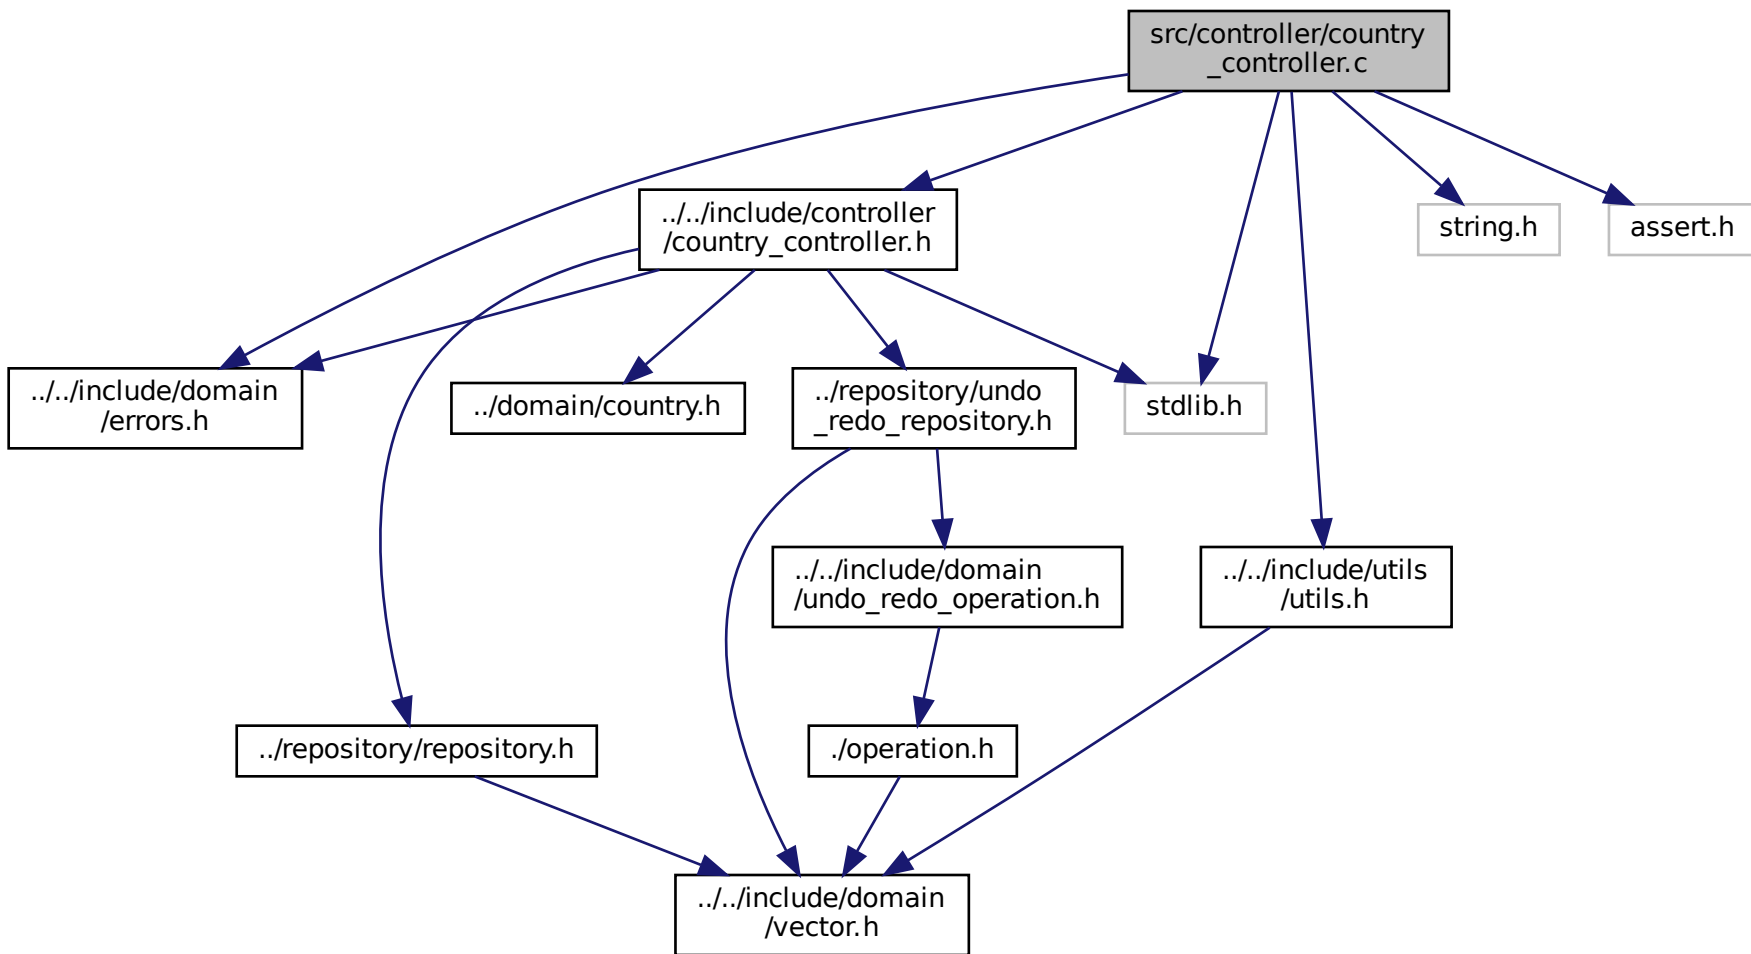 src/controller/country
_controller.c
../../include/controller
/country_controller.h
string.h
assert.h
../../include/domain
/errors.h
../domain/country.h
../repository/undo
_redo_repository.h
stdlib.h
../../include/domain
/undo_redo_operation.h
../../include/utils
/utils.h
../repository/repository.h
./operation.h
../../include/domain
/vector.h